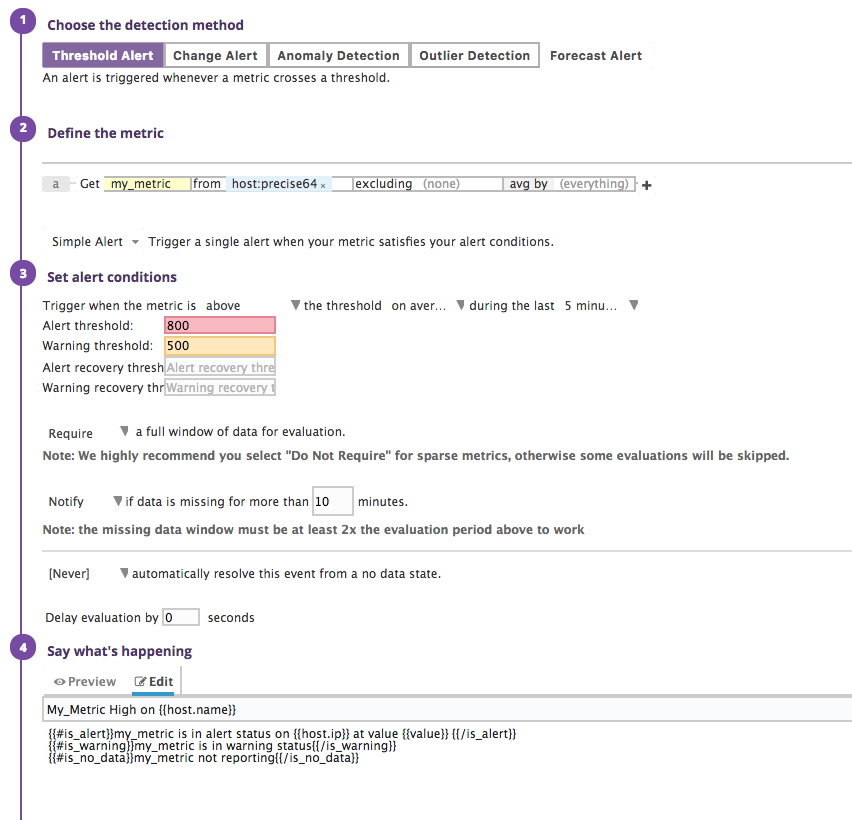 1
Choose the detection method
Threshold Alert Change Alert Anomaly Detection Outlier Detection Forecast Alert
An alert is triggered whenever a metric crosses a threshold.
2
Define the metric
a Get my_metric from host:precise64 × excluding (none) avg by (everything) +
Simple Alert Trigger a single alert when your metric satisfies your alert conditions.
3
Set alert conditions
Trigger when the metric is above the threshold on aver... during the last 5 minu...
Alert threshold: 800
Warning threshold: 500
Alert recovery thresh Alert recovery thre
Warning recovery thr Warning recovery t
Require a full window of data for evaluation.
Note: We highly recommend you select "Do Not Require" for sparse metrics, otherwise some evaluations will be skipped.
Notify if data is missing for more than 10 minutes.
Note: the missing data window must be at least 2x the evaluation period above to work
[Never] automatically resolve this event from a no data state.
Delay evaluation by 0 seconds
4
Say what's happening
Preview Edit
My_Metric High on {{host.name}}
{{#is_alert}}my_metric is in alert status on {{host.ip}} at value {{value}} {{/is_alert}}
{{#is_warning}}my_metric is in warning status{{/is_warning}}
{{#is_no_data}}my_metric not reporting{{/is_no_data}}